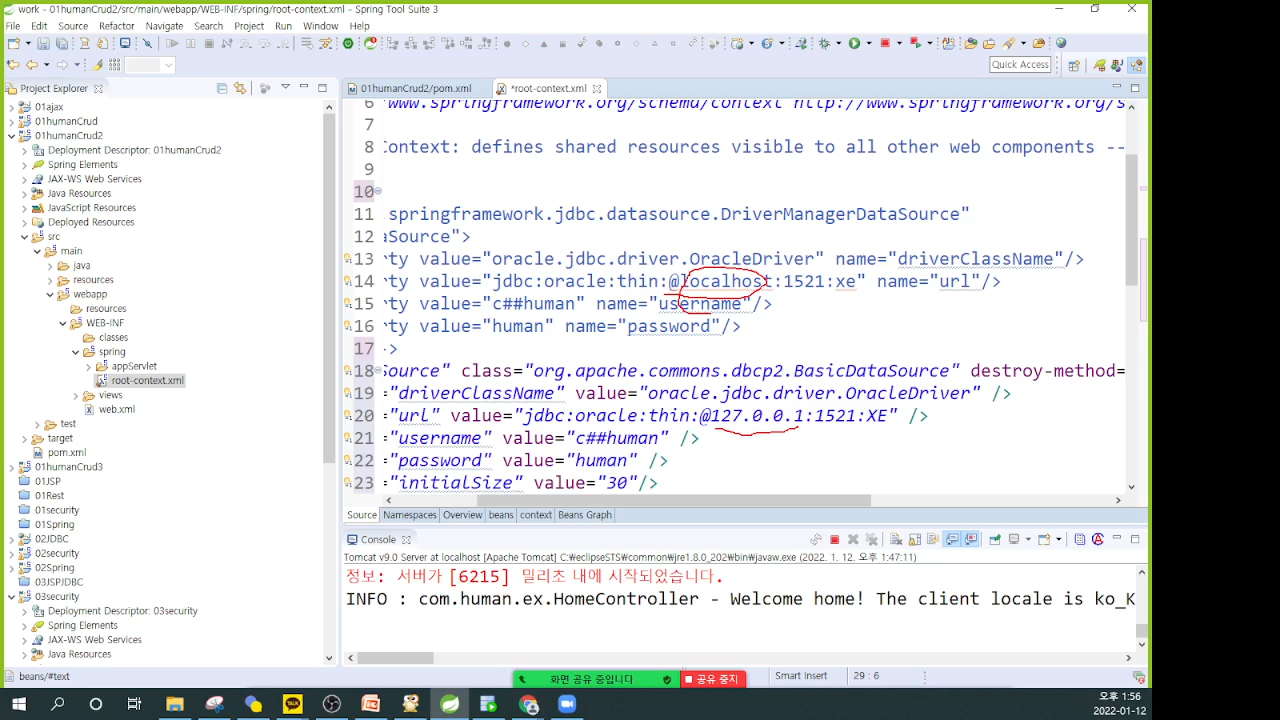 work - 01humanCrud2/src/main/webapp/WEB-INF/spring/root-context.xml - Spring Tool Suite 3
File Edit Source Refactor Navigate Search Project Run Window Help
Quick Access
Project Explorer
01humanCrud2/pom.xml
*root-context.xml
01ajax
01humanCrud
01humanCrud2
Deployment Descriptor: 01humanCrud2
Spring Elements
JAX-WS Web Services
Java Resources
JavaScript Resources
Deployed Resources
src
main
java
resources
webapp
resources
WEB-INF
classes
spring
appServlet
root-context.xml
views
web.xml
test
target
pom.xml
01humanCrud3
01JSP
01Rest
01security
01Spring
02JDBC
02security
02Spring
03JSPJDBC
03security
Deployment Descriptor: 03security
Spring Elements
JAX-WS Web Services
Java Resources
6 www.springframework.org/schema/context http://www.springframework.org/s
7
8 Context: defines shared resources visible to all other web components --
9
10
11 springframework.jdbc.datasource.DriverManagerDataSource"
12 aSource">
13 rty value="oracle.jdbc.driver.OracleDriver" name="driverClassName"/>
14 rty value="jdbc:oracle:thin:@localhost:1521:xe" name="url"/>
15 rty value="c##human" name="username"/>
16 rty value="human" name="password"/>
17 >
18 Source" class="org.apache.commons.dbcp2.BasicDataSource" destroy-method=
19 ="driverClassName" value="oracle.jdbc.driver.OracleDriver" />
20 ="url" value="jdbc:oracle:thin:@127.0.0.1:1521:XE" />
21 ="username" value="c##human" />
22 ="password" value="human" />
23 ="initialSize" value="30"/>
Source Namespaces Overview beans context Beans Graph
Console
Tomcat v9.0 Server at localhost [Apache Tomcat] C:₩eclipseSTS₩common₩jre1.8.0_202₩bin₩javaw.exe (2022. 1. 12. 오후 1:47:11)
정보: 서버가 [6215] 밀리초 내에 시작되었습니다.
INFO : com.human.ex.HomeController - Welcome home! The client locale is ko_K
beans/#text
화면 공유 중입니다
공유 중지
Smart Insert
29 : 6
TALK
오후 1:56
2022-01-12